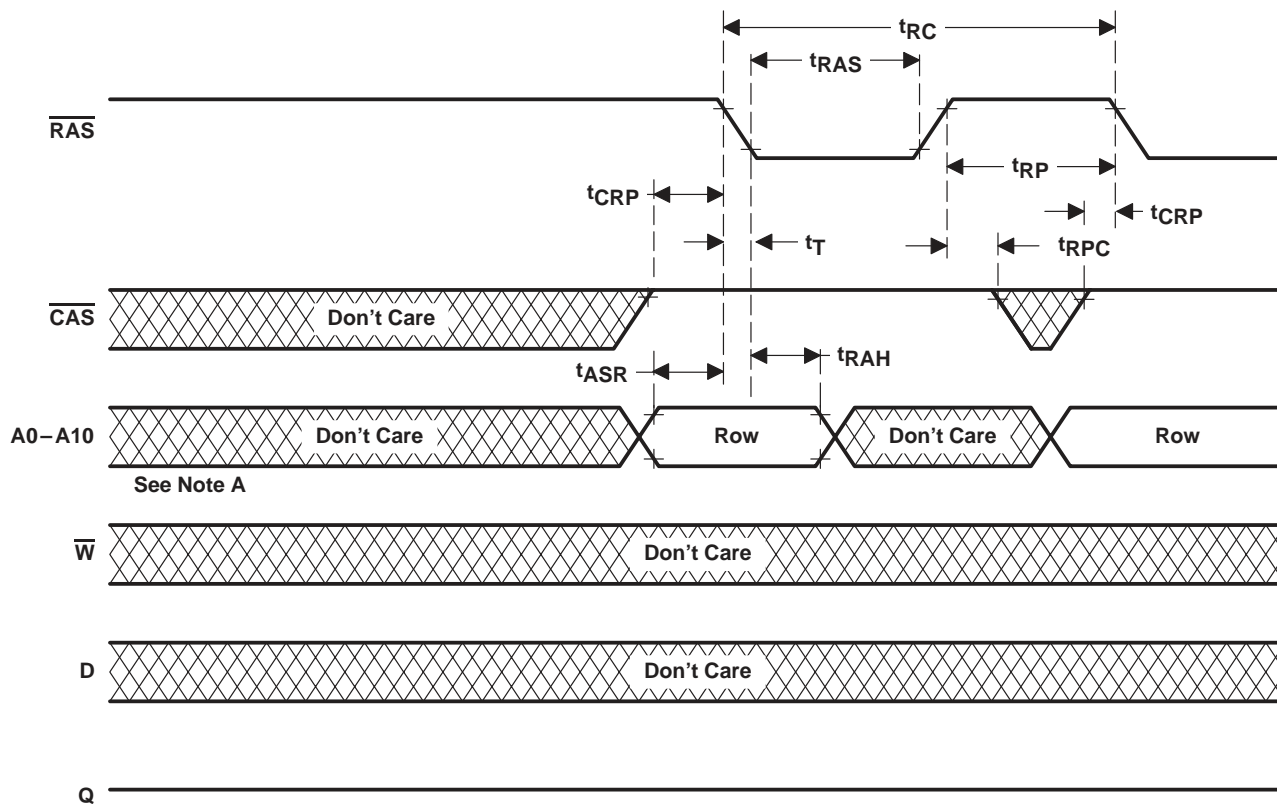 tRC
tRAS
RAS
tRP
tCRP
tCRP
tT
tRPC
CAS
Don't Care
tASR
tRAH
A0–A10
Don't Care
Row
Don't Care
Row
See Note A
W
Don't Care
D
Don't Care
Q